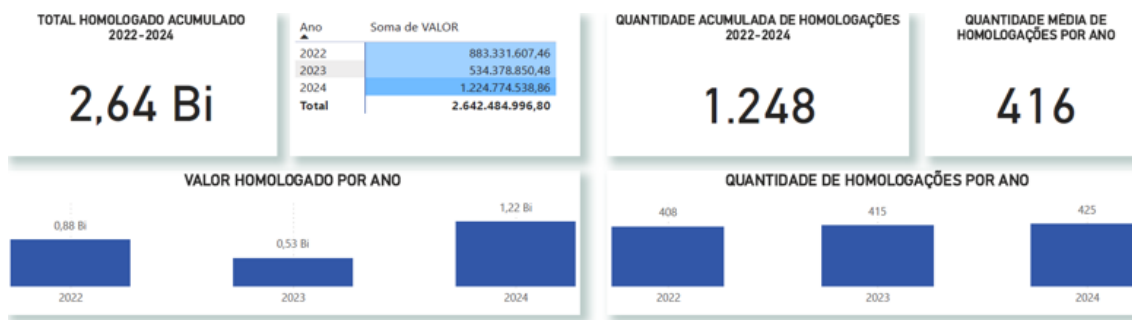 TOTAL HOMOLOGADO ACUMULADO
2022-2024
2,64 Bi
Ano Soma de VALOR
2022 883.331.607,46
2023 534.378.850,48
2024 1.224.774.538,86
Total 2.642.484.996,80
QUANTIDADE ACUMULADA DE HOMOLOGAÇÕES
2022-2024
1.248
QUANTIDADE MÉDIA DE
HOMOLOGAÇÕES POR ANO
416
VALOR HOMOLOGADO POR ANO
0,88 Bi
0,53 Bi
1,22 Bi
2022 2023 2024
QUANTIDADE DE HOMOLOGAÇÕES POR ANO
408 415 425
2022 2023 2024